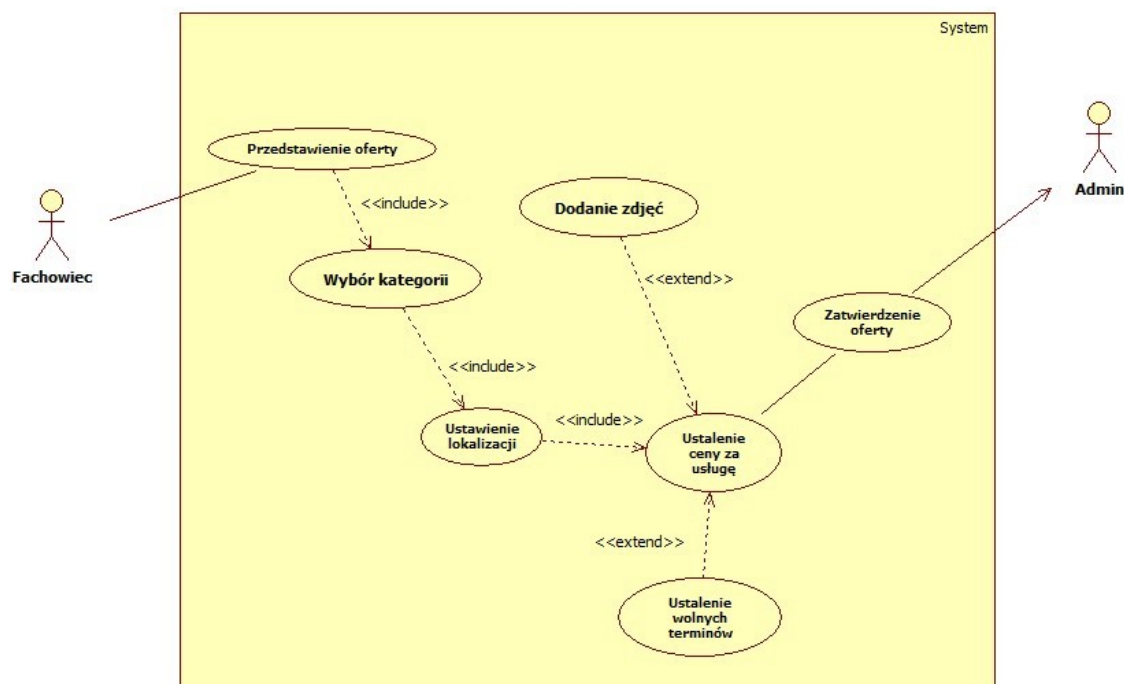 System
Przedstawienie oferty
Admin
<<include>>
Dodanie zdjęć
Fachowiec
Wybór kategorii
<<extend>>
Zatwierdzenie
oferty
<<include>>
<<include>>
Ustawienie
lokalizacji
Ustalenie
ceny za
usługę
<<extend>>
Ustalenie
wolnych
terminów